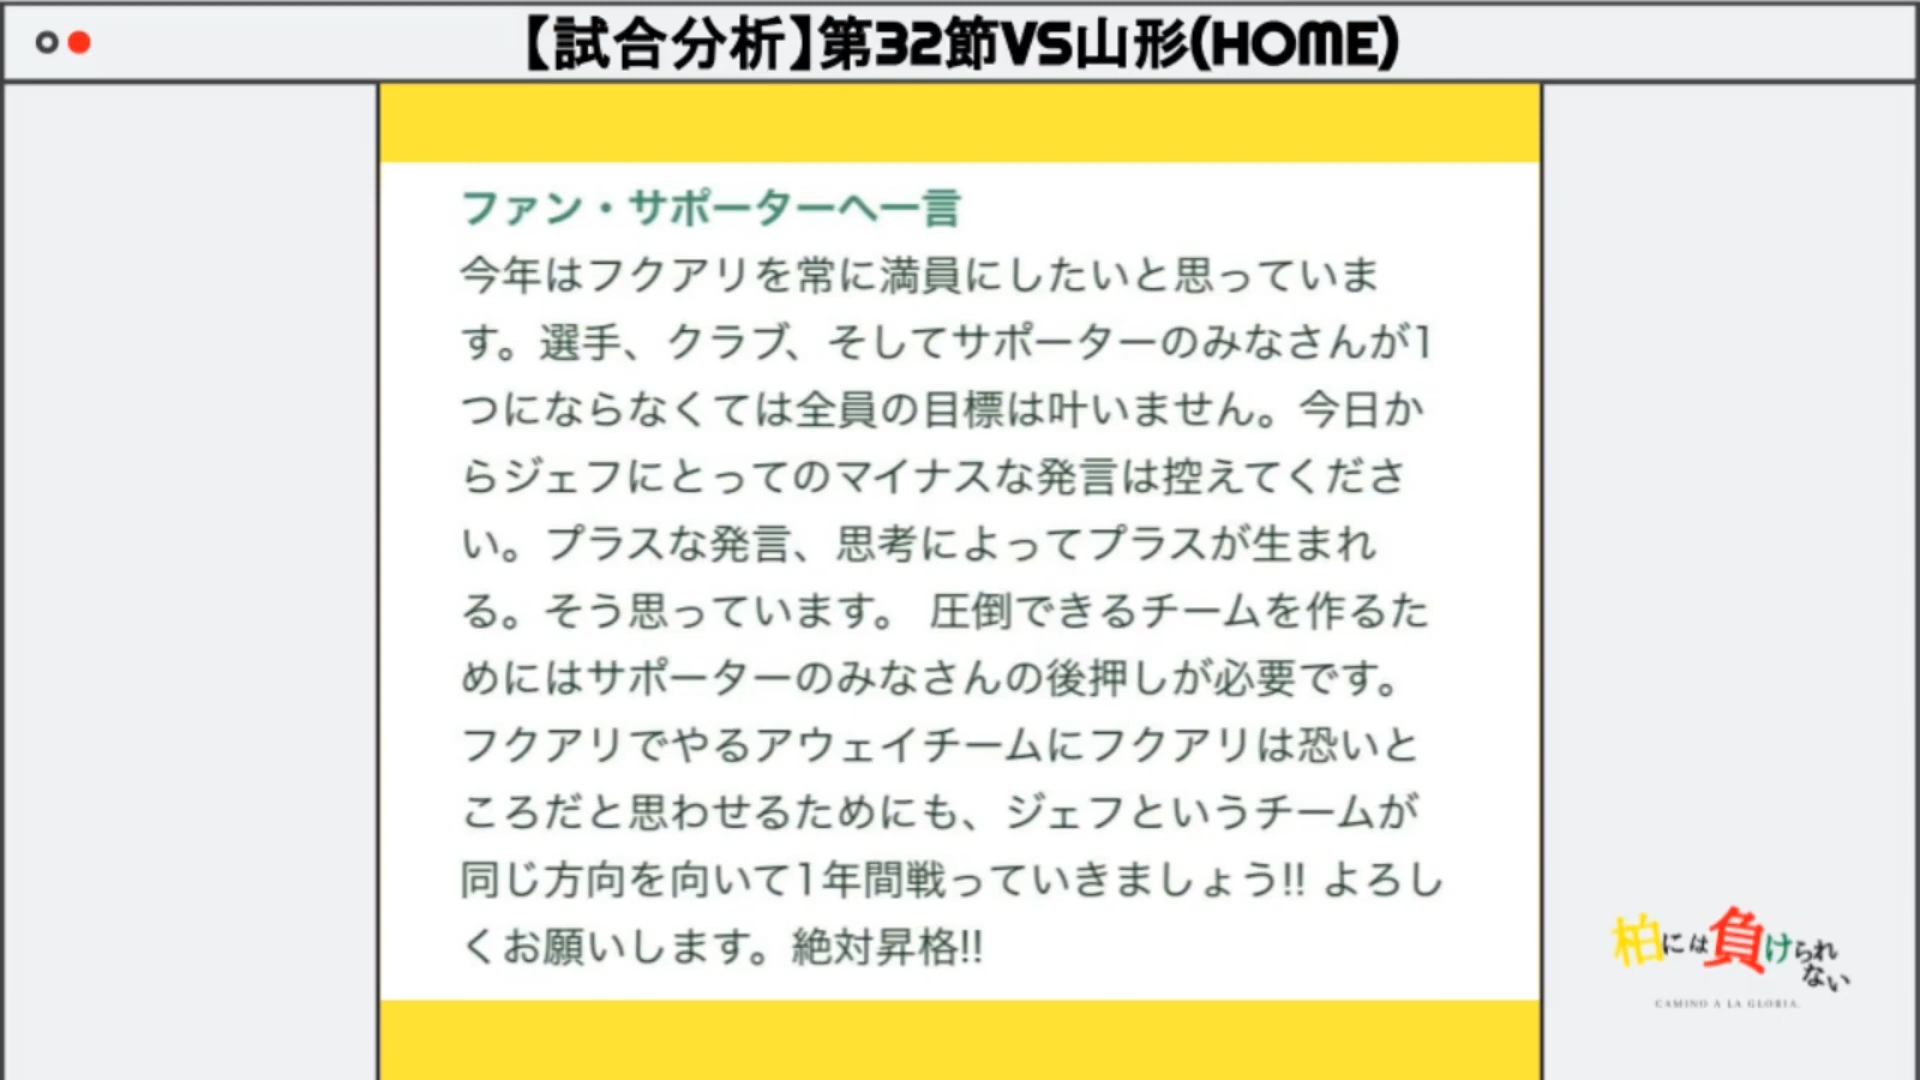 【試合分析】第32節VS山形(HOME)
ファン・サポーターへ一言
今年はフクアリを常に満員にしたいと思っていま
す。選手、クラブ、そしてサポーターのみなさんが1
つにならなくては全員の目標は叶いません。今日か
らジェフにとってのマイナスな発言は控えてくださ
い。プラスな発言、思考によってプラスが生まれ
る。そう思っています。 圧倒できるチームを作るた
めにはサポーターのみなさんの後押しが必要です。
フクアリでやるアウェイチームにフクアリは恐いと
ころだと思わせるためにも、ジェフというチームが
同じ方向を向いて1年間戦っていきましょう!! よろし
くお願いします。絶対昇格!!
柏には負けられ
ない
CAMINO A LA GLORIA.